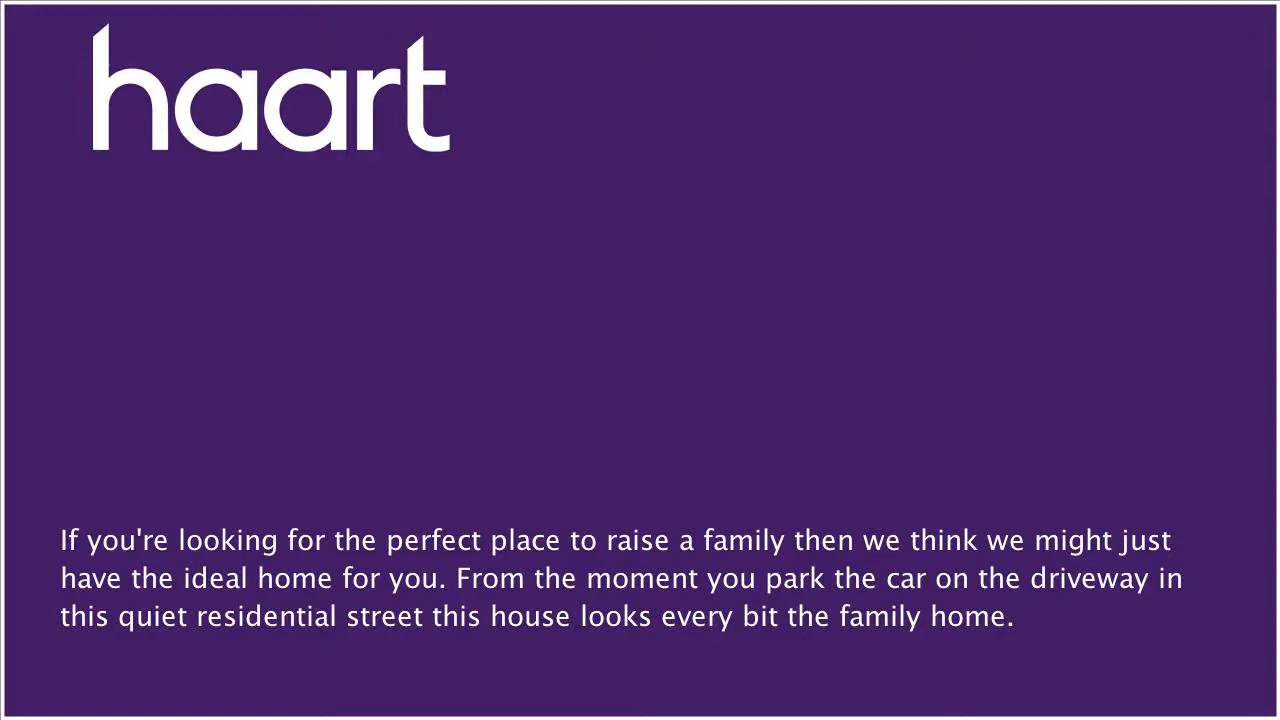 haart
If you're looking for the perfect place to raise a family then we think we might just
have the ideal home for you. From the moment you park the car on the driveway in
this quiet residential street this house looks every bit the family home.